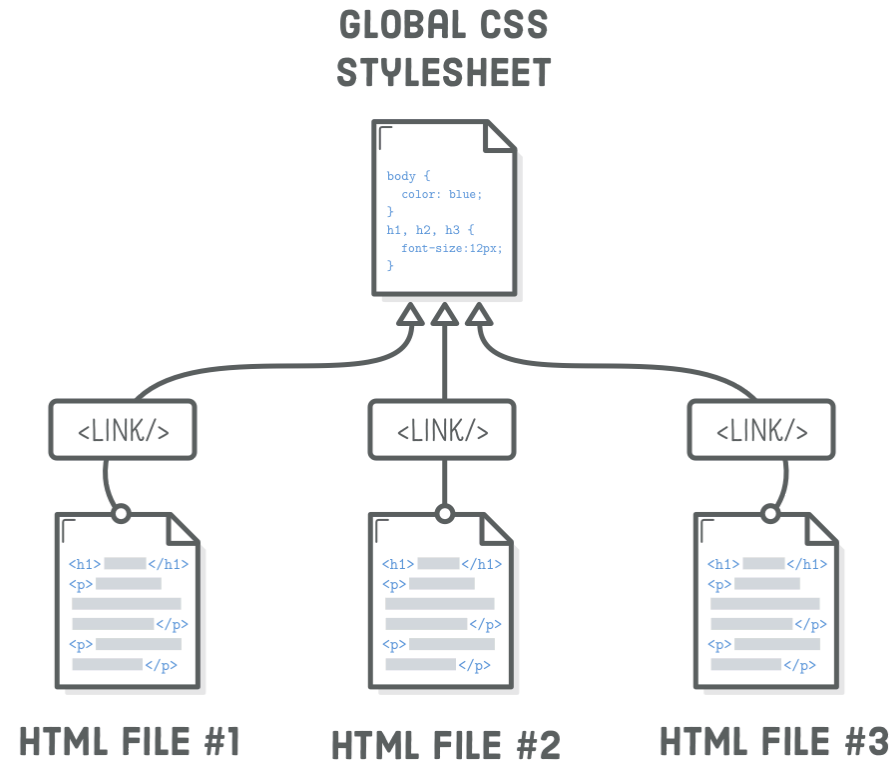 GLOBAL CSS
STYLESHEET
body {
  color: blue;
}
h1, h2, h3 {
  font-size:12px;
}
<LINK/>
<LINK/>
<LINK/>
<h1> </h1>
<p>
</p>
<p>
</p>
<h1> </h1>
<p>
</p>
<p>
</p>
<h1> </h1>
<p>
</p>
<p>
</p>
HTML FILE #1
HTML FILE #2
HTML FILE #3